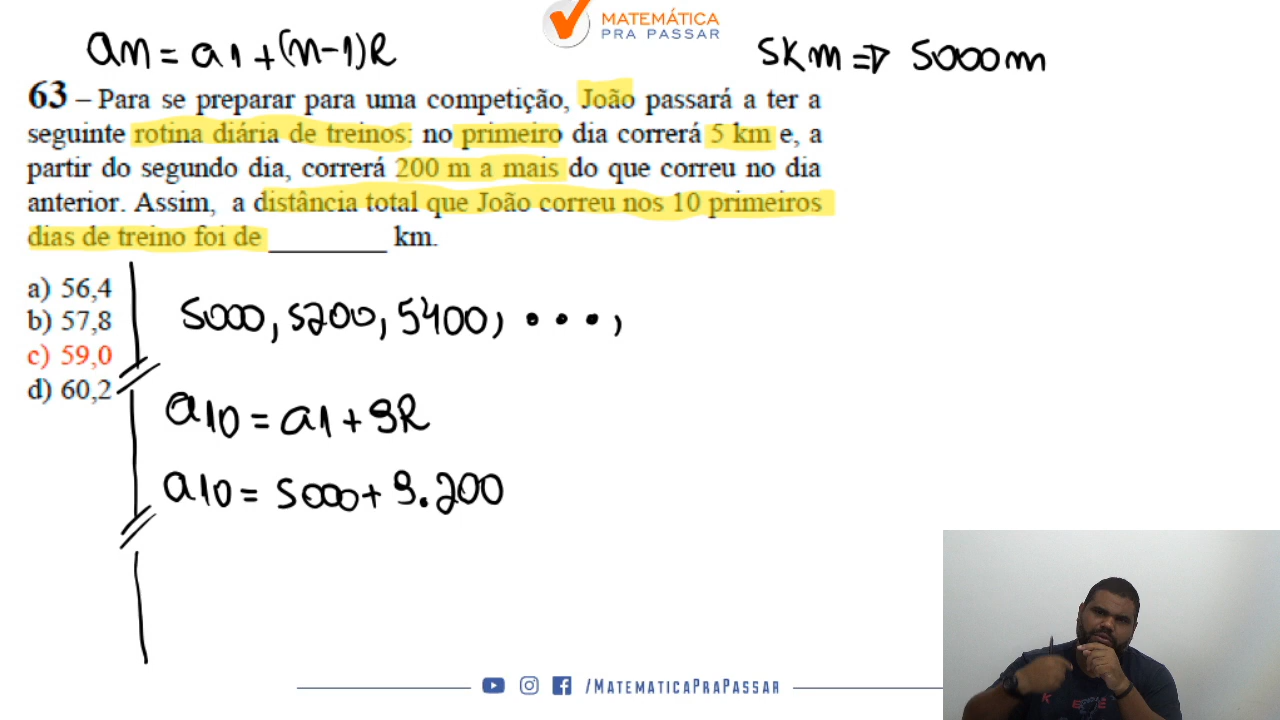 MATEMÁTICA
PRA PASSAR
an = a1 + (n-1)R
5Km => 5000m
63 – Para se preparar para uma competição, João passará a ter a
seguinte rotina diária de treinos: no primeiro dia correrá 5 km e, a
partir do segundo dia, correrá 200 m a mais do que correu no dia
anterior. Assim, a distância total que João correu nos 10 primeiros
dias de treino foi de ________ km.
a) 56,4
b) 57,8
c) 59,0
d) 60,2
5000, 5200, 5400, • • • ,
a10 = a1 + 9R
a10 = 5000 + 9.200
/MATEMATICAPRAPASSAR